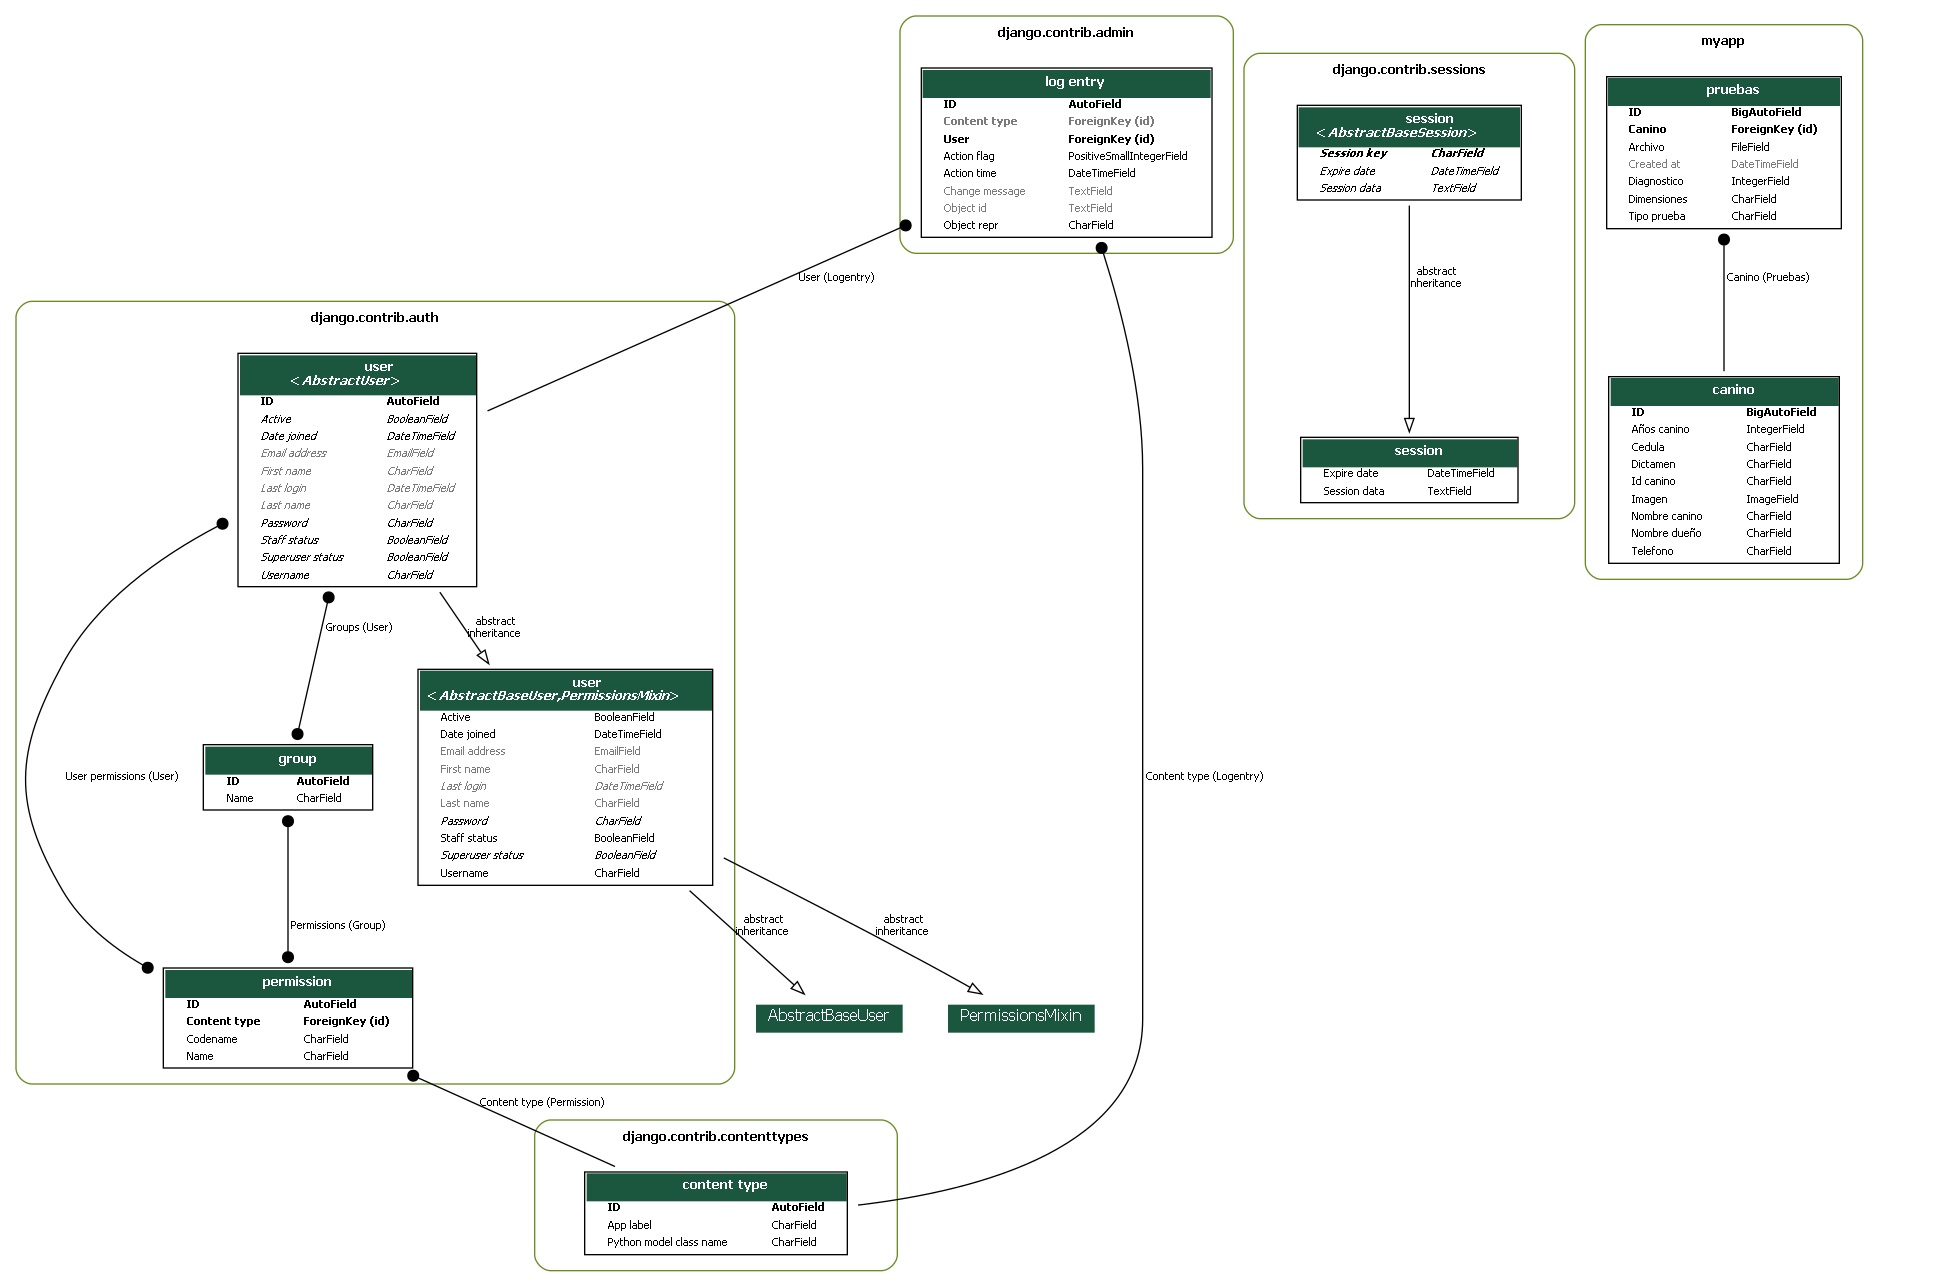 django.contrib.admin
log entry
ID AutoField
Content type ForeignKey (id)
User ForeignKey (id)
Action flag PositiveSmallIntegerField
Action time DateTimeField
Change message TextField
Object id TextField
Object repr CharField
django.contrib.sessions
session
<AbstractBaseSession>
Session key CharField
Expire date DateTimeField
Session data TextField
abstract
inheritance
session
Expire date DateTimeField
Session data TextField
myapp
pruebas
ID BigAutoField
Canino ForeignKey (id)
Archivo FileField
Created at DateTimeField
Diagnostico IntegerField
Dimensiones CharField
Tipo prueba CharField
Canino (Pruebas)
canino
ID BigAutoField
Años canino IntegerField
Cedula CharField
Dictamen CharField
Id canino CharField
Imagen ImageField
Nombre canino CharField
Nombre dueño CharField
Telefono CharField
User (Logentry)
django.contrib.auth
user
<AbstractUser>
ID AutoField
Active BooleanField
Date joined DateTimeField
Email address EmailField
First name CharField
Last login DateTimeField
Last name CharField
Password CharField
Staff status BooleanField
Superuser status BooleanField
Username CharField
Groups (User)
abstract
inheritance
user
<AbstractBaseUser,PermissionsMixin>
Active BooleanField
Date joined DateTimeField
Email address EmailField
First name CharField
Last login DateTimeField
Last name CharField
Password CharField
Staff status BooleanField
Superuser status BooleanField
Username CharField
group
ID AutoField
Name CharField
User permissions (User)
Content type (Logentry)
Permissions (Group)
abstract
inheritance
abstract
inheritance
permission
ID AutoField
Content type ForeignKey (id)
Codename CharField
Name CharField
AbstractBaseUser
PermissionsMixin
Content type (Permission)
django.contrib.contenttypes
content type
ID AutoField
App label CharField
Python model class name CharField